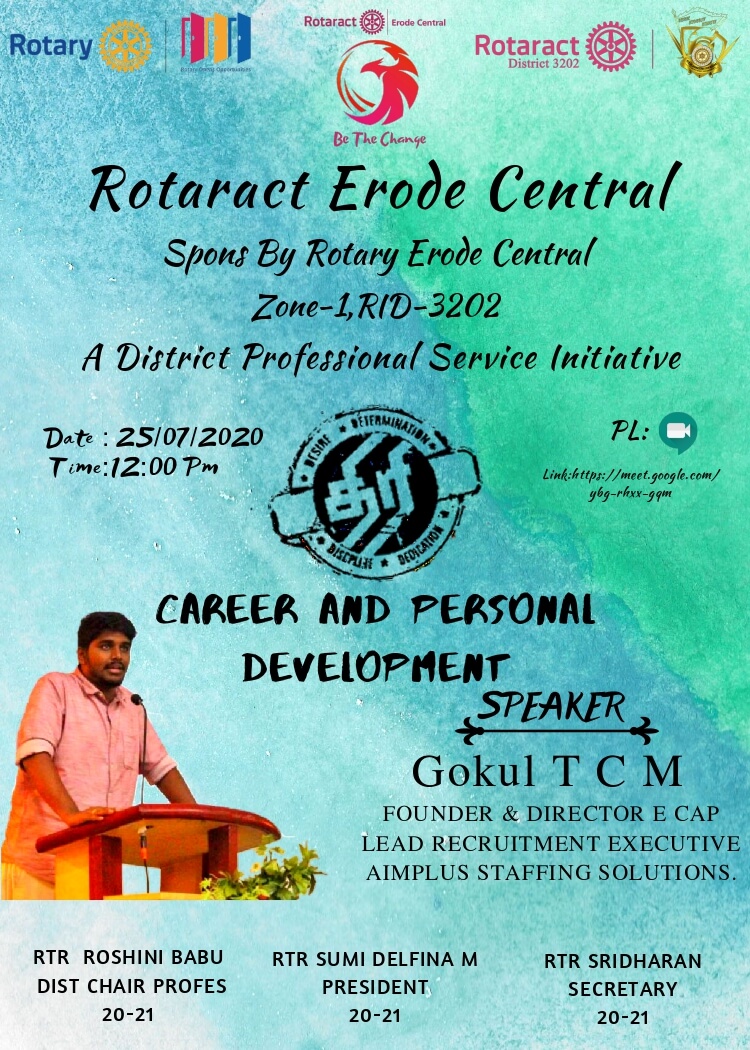 Rotary
Rotary Opens Opportunities
Rotaract
Erode Central
Be The Change
Rotaract
District 3202
Rotaract Erode Central
Spons By Rotary Erode Central
Zone-1,RID-3202
A District Professional Service Initiative
Date : 25/07/2020
Time:12:00 Pm
PL:
Link:https://meet.google.com/
ybg-rhxx-gqm
DESIRE ★ DETERMINATION
DISCIPLINE ★ DEDICATION
CAREER AND PERSONAL
DEVELOPMENT
SPEAKER
Gokul T C M
FOUNDER & DIRECTOR E CAP
LEAD RECRUITMENT EXECUTIVE
AIMPLUS STAFFING SOLUTIONS.
RTR ROSHINI BABU
DIST CHAIR PROFES
20-21
RTR SUMI DELFINA M
PRESIDENT
20-21
RTR SRIDHARAN
SECRETARY
20-21